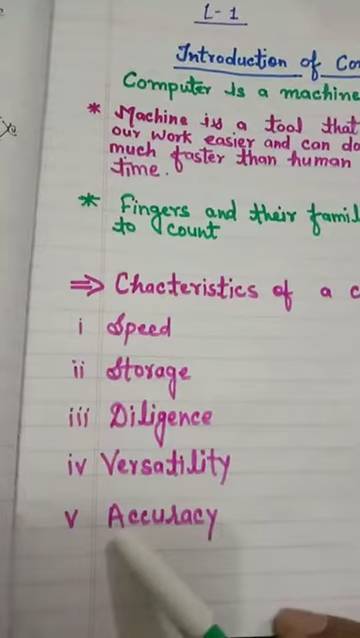 L-1
Introduction of Co
Computer is a machine
* Machine is a tool that
our work easier and can do
much faster than human
time.
* Fingers and their famil
to count
⇒ Chacteristics of a c
i Speed
ii Storage
iii Diligence
iv Versatility
v Accuracy